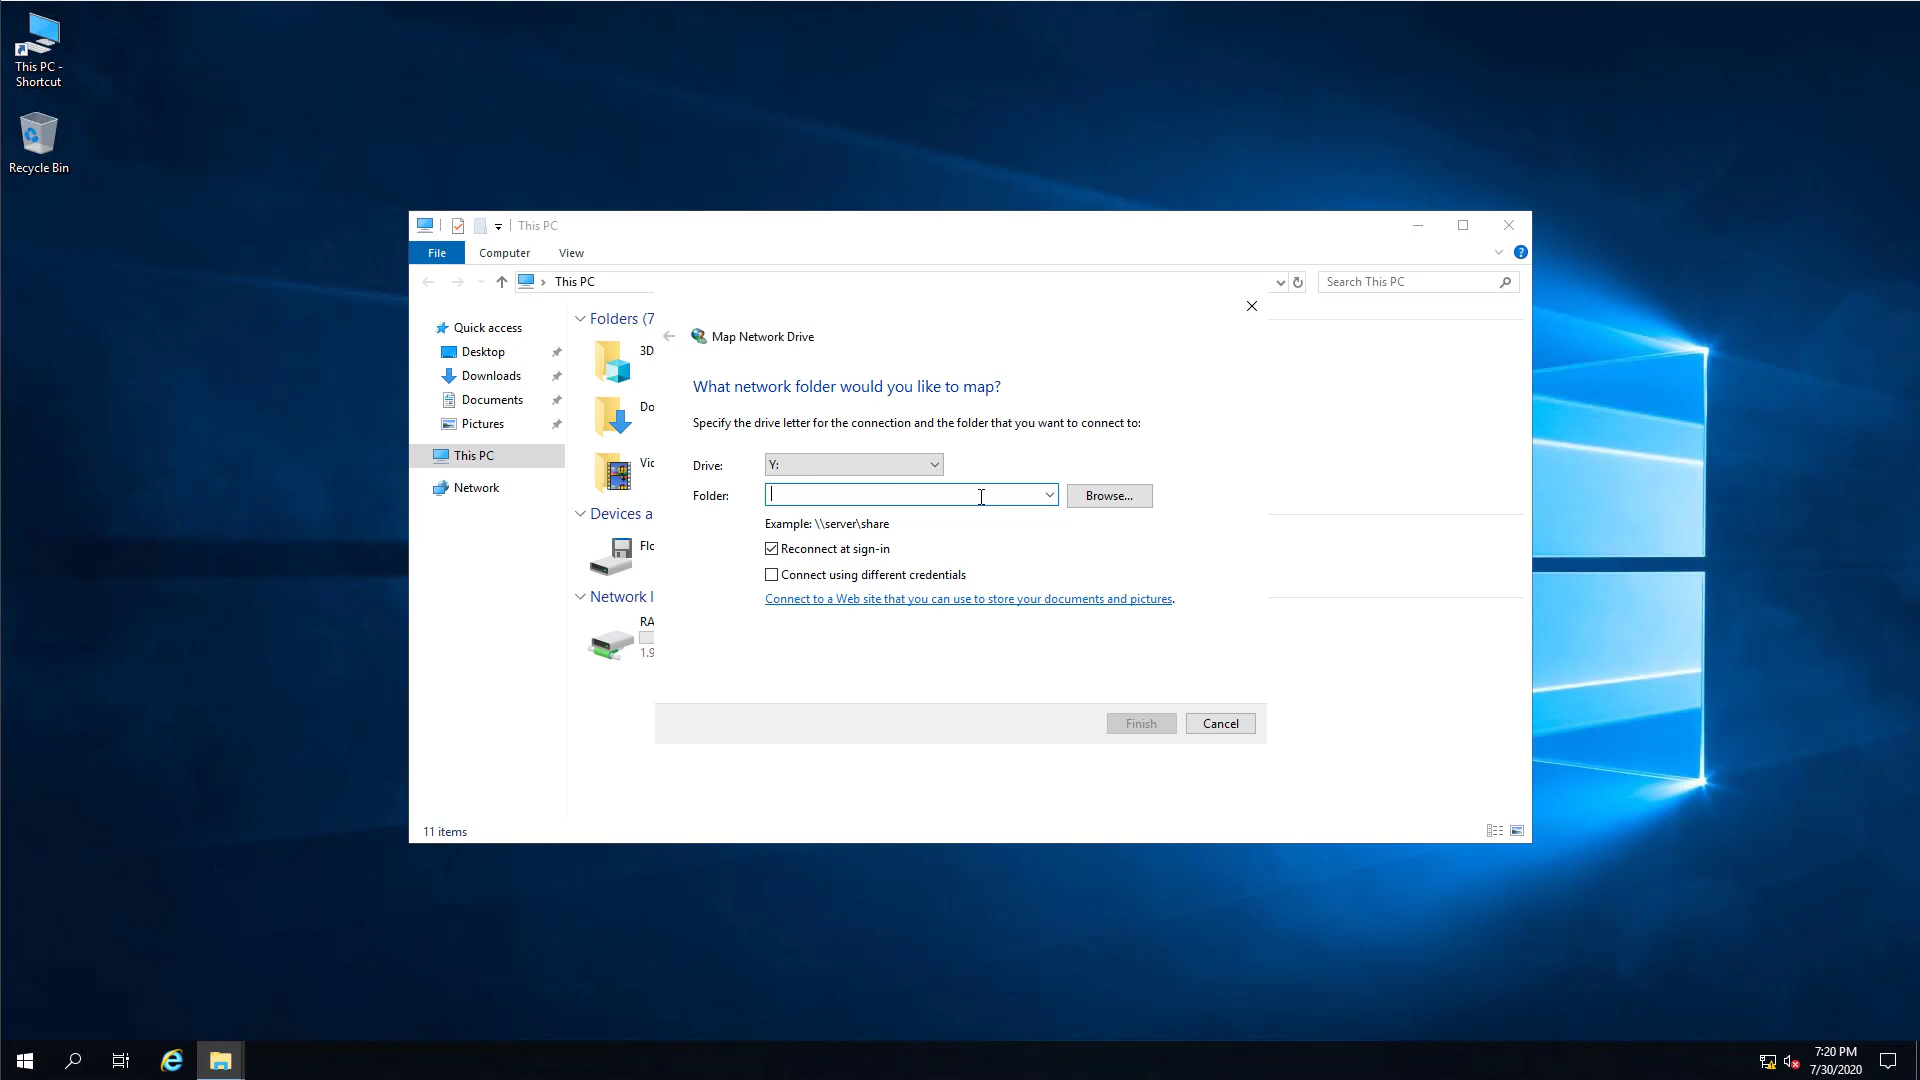 This PC -
Shortcut
Recycle Bin
This PC
File
Computer
View
This PC
Search This PC
Quick access
Desktop
Downloads
Documents
Pictures
This PC
Network
Folders (7
3D
Do
Vic
Devices a
Flo
Network l
RA
1.9
Map Network Drive
What network folder would you like to map?
Specify the drive letter for the connection and the folder that you want to connect to:
Drive: Y:
Folder: Browse...
Example: \\server\share
Reconnect at sign-in
Connect using different credentials
Connect to a Web site that you can use to store your documents and pictures.
Finish Cancel
11 items
7:20 PM
7/30/2020